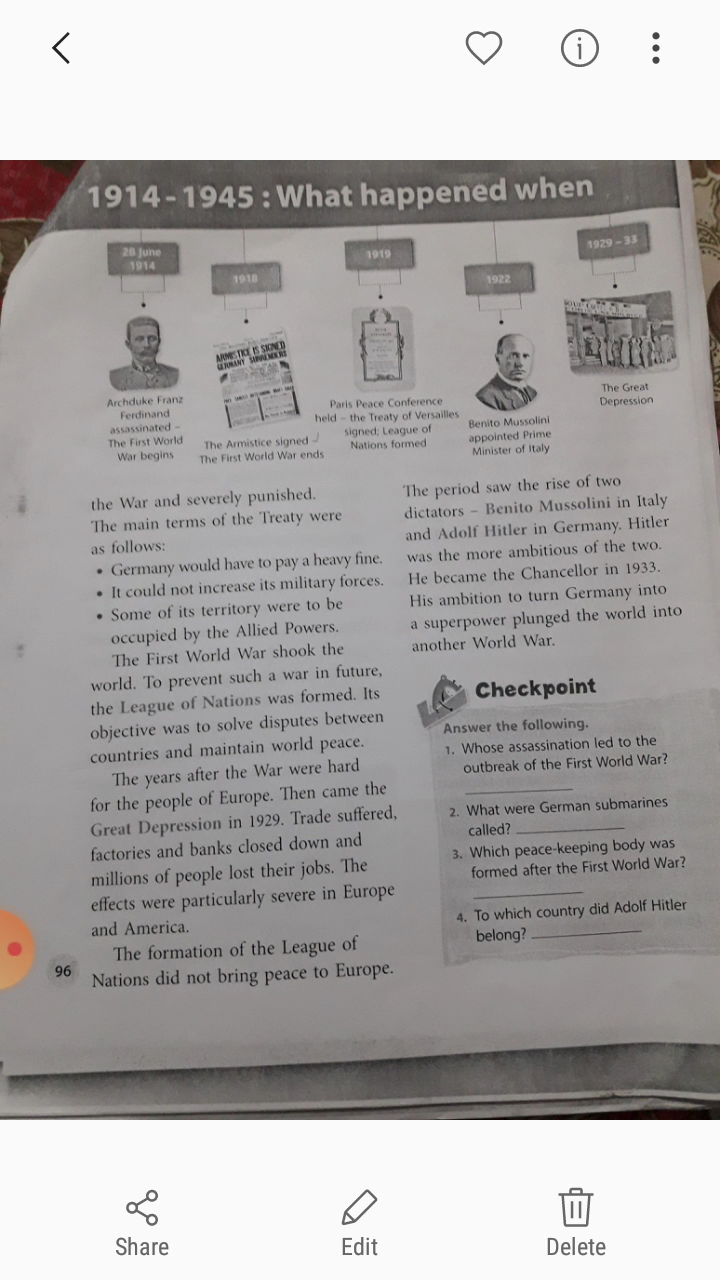 1914-1945 : What happened when
28 June
1914
1918
1919
1922
1929 – 33
ARMISTICE IS SIGNED
GERMANY SURRENDERS
Archduke Franz
Ferdinand
assassinated –
The First World
War begins
The Armistice signed –
The First World War ends
Paris Peace Conference
held – the Treaty of Versailles
signed; League of
Nations formed
Benito Mussolini
appointed Prime
Minister of Italy
The Great
Depression
the War and severely punished.
The main terms of the Treaty were
as follows:
• Germany would have to pay a heavy fine.
• It could not increase its military forces.
• Some of its territory were to be
occupied by the Allied Powers.
The First World War shook the
world. To prevent such a war in future,
the League of Nations was formed. Its
objective was to solve disputes between
countries and maintain world peace.
The years after the War were hard
for the people of Europe. Then came the
Great Depression in 1929. Trade suffered,
factories and banks closed down and
millions of people lost their jobs. The
effects were particularly severe in Europe
and America.
The formation of the League of
Nations did not bring peace to Europe.
96
The period saw the rise of two
dictators – Benito Mussolini in Italy
and Adolf Hitler in Germany. Hitler
was the more ambitious of the two.
He became the Chancellor in 1933.
His ambition to turn Germany into
a superpower plunged the world into
another World War.
Checkpoint
Answer the following.
1. Whose assassination led to the
outbreak of the First World War?
2. What were German submarines
called?
3. Which peace-keeping body was
formed after the First World War?
4. To which country did Adolf Hitler
belong?
Share
Edit
Delete